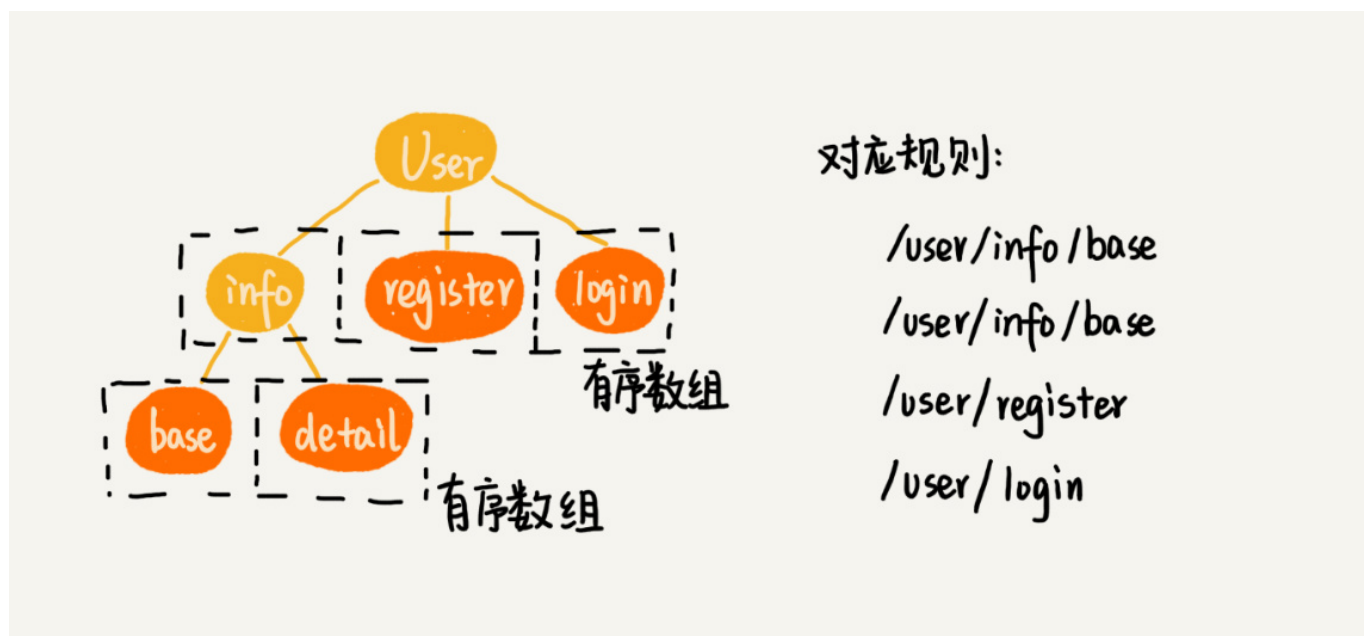 User
对应规则:
/user/info/base
info
register
login
/user/info/base
有序数组
/user/register
base
detail
/user/login
有序数组